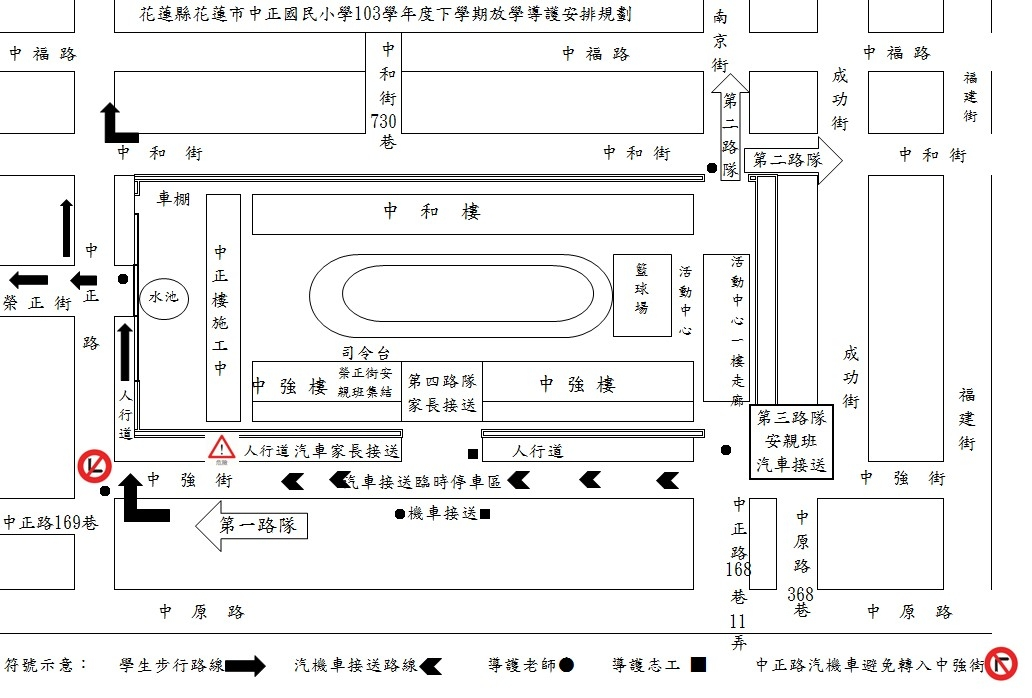 花蓮縣花蓮市中正國民小學103學年度下學期放學導護安排規劃
中福路
中和街730巷
中福路
南京街
中福路
成功街
福建街
中和街
中和街
第二路隊
第二路隊
中和街
車棚
中和樓
中正路
榮正街
水池
中正樓施工中
籃球場
活動中心
活動中心一樓走廊
司令台
中強樓
榮正街安
親班集結
第四路隊
家長接送
中強樓
成功街
福建街
人行道
第三路隊
安親班
汽車接送
危險
人行道
汽車家長接送
人行道
中強街
汽車接送臨時停車區
中強街
機車接送
中正路169巷
第一路隊
中正路168巷11弄
中原路368巷
中原路
中原路
符號示意：
學生步行路線
汽機車接送路線
導護老師
導護志工
中正路汽機車避免轉入中強街